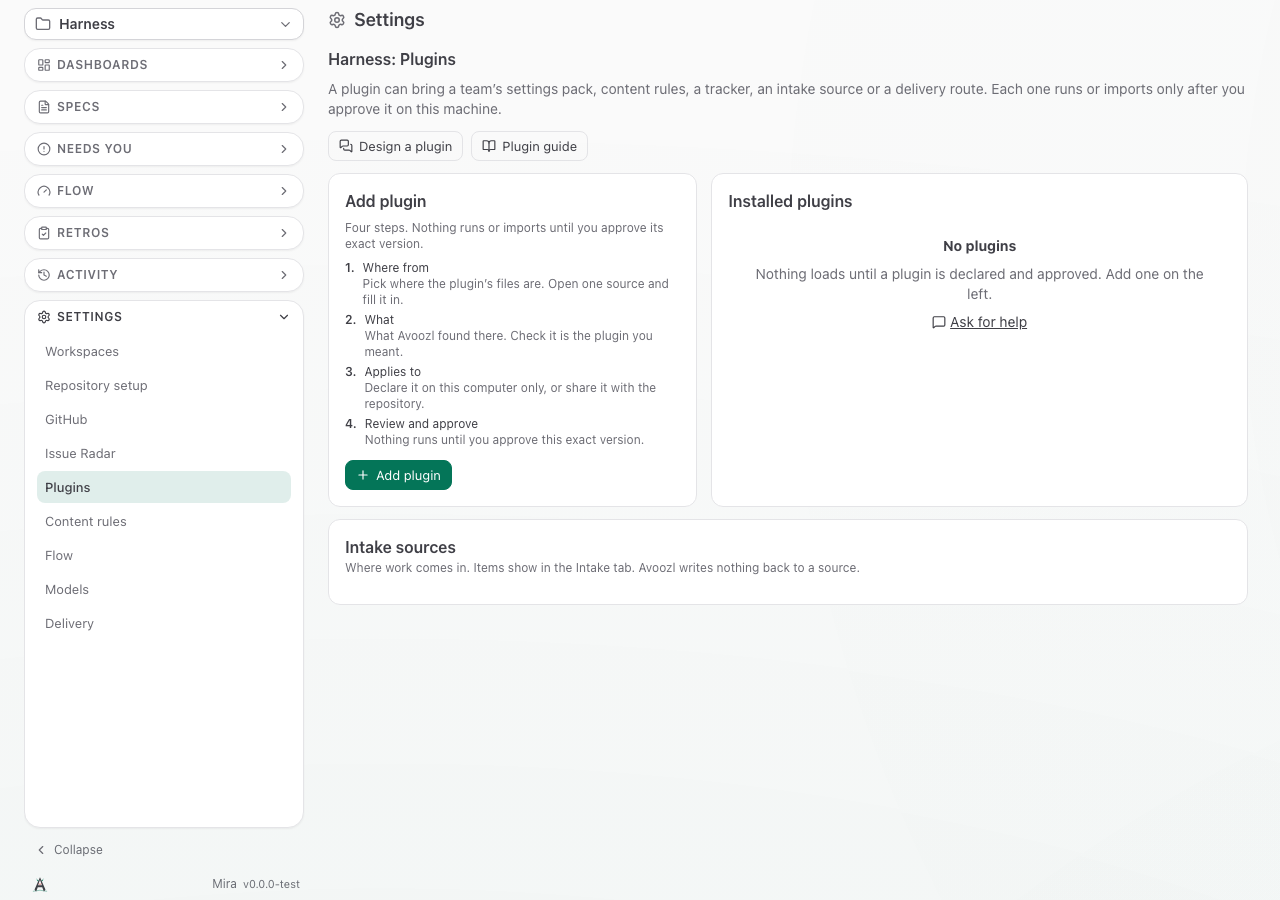 Harness
DASHBOARDS
SPECS
NEEDS YOU
FLOW
RETROS
ACTIVITY
SETTINGS
Workspaces
Repository setup
GitHub
Issue Radar
Plugins
Content rules
Flow
Models
Delivery
Collapse
Mira v0.0.0-test
Settings
Harness: Plugins
A plugin can bring a team’s settings pack, content rules, a tracker, an intake source or a delivery route. Each one runs or imports only after you
approve it on this machine.
Design a plugin
Plugin guide
Add plugin
Four steps. Nothing runs or imports until you approve its
exact version.
1. Where from
Pick where the plugin’s files are. Open one source and
fill it in.
2. What
What Avoozl found there. Check it is the plugin you
meant.
3. Applies to
Declare it on this computer only, or share it with the
repository.
4. Review and approve
Nothing runs until you approve this exact version.
Add plugin
Installed plugins
No plugins
Nothing loads until a plugin is declared and approved. Add one on the
left.
Ask for help
Intake sources
Where work comes in. Items show in the Intake tab. Avoozl writes nothing back to a source.